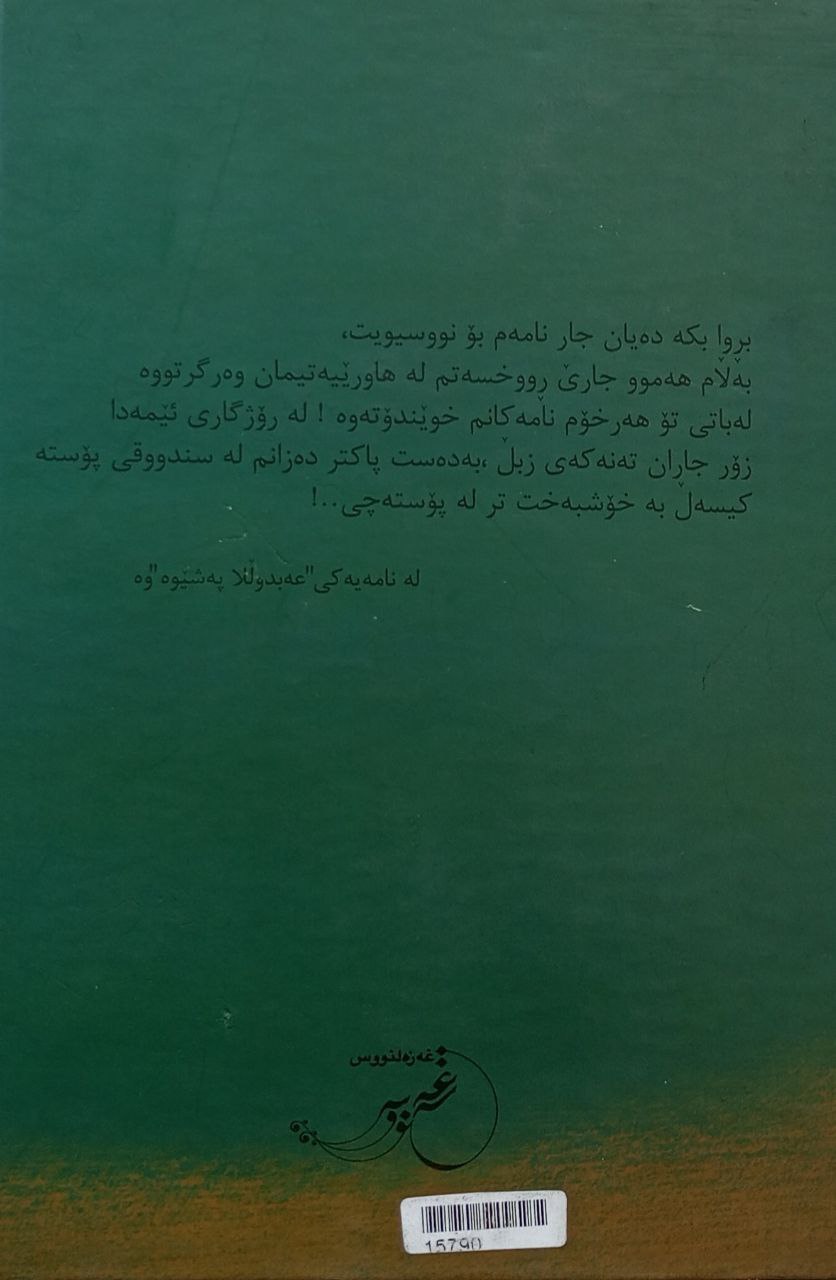 بڕوا بکە دەیان جار نامەم بۆ نووسیویت،
بەڵام هەموو جارێ ڕووخسەتم لە هاوڕێیەتیمان وەرگرتووە
لەباتی تۆ هەرخۆم نامەکانم خوێندۆتەوە ! لە ڕۆژگاری ئێمەدا
زۆر جاران تەنەکەی زبڵ ،بەدەست پاکتر دەزانم لە سندووقی پۆستە
کیسەڵ بە خۆشبەخت تر لە پۆستەچی..!
لە نامەیەکی"عەبدوڵلا پەشێوە"وە
غەزەلنووس
15790